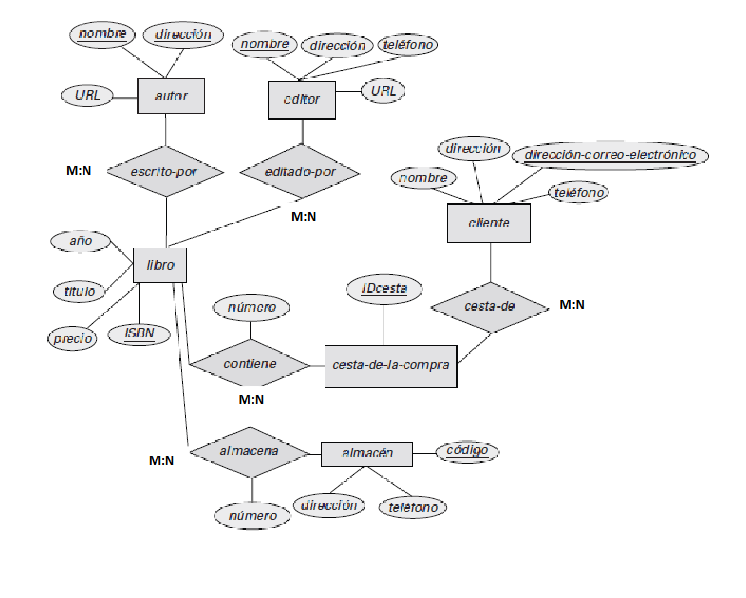 nombre
dirección
URL
autor
nombre
dirección
teléfono
editor
URL
M:N
escrito-por
editado-por
M:N
dirección
dirección-correo-electrónico
nombre
teléfono
cliente
año
libro
título
precio
ISBN
número
IDcesta
cesta-de
M:N
contiene
cesta-de-la-compra
M:N
M:N
almacena
almacén
código
número
dirección
teléfono